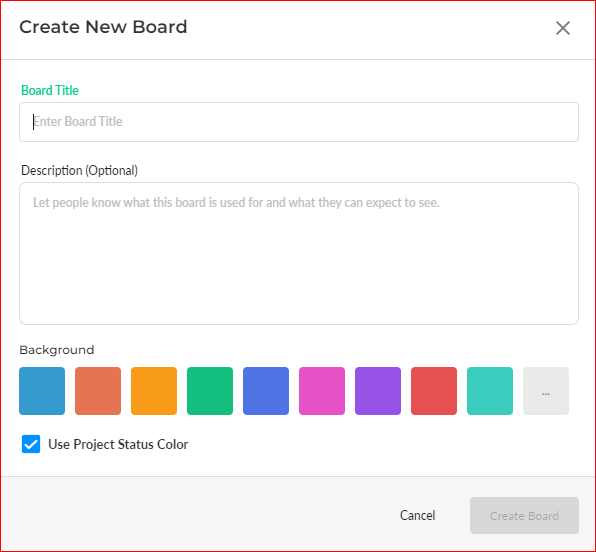 Create New Board
Board Title
Enter Board Title
Description (Optional)
Let people know what this board is used for and what they can expect to see.
Background
...
Use Project Status Color
Cancel
Create Board